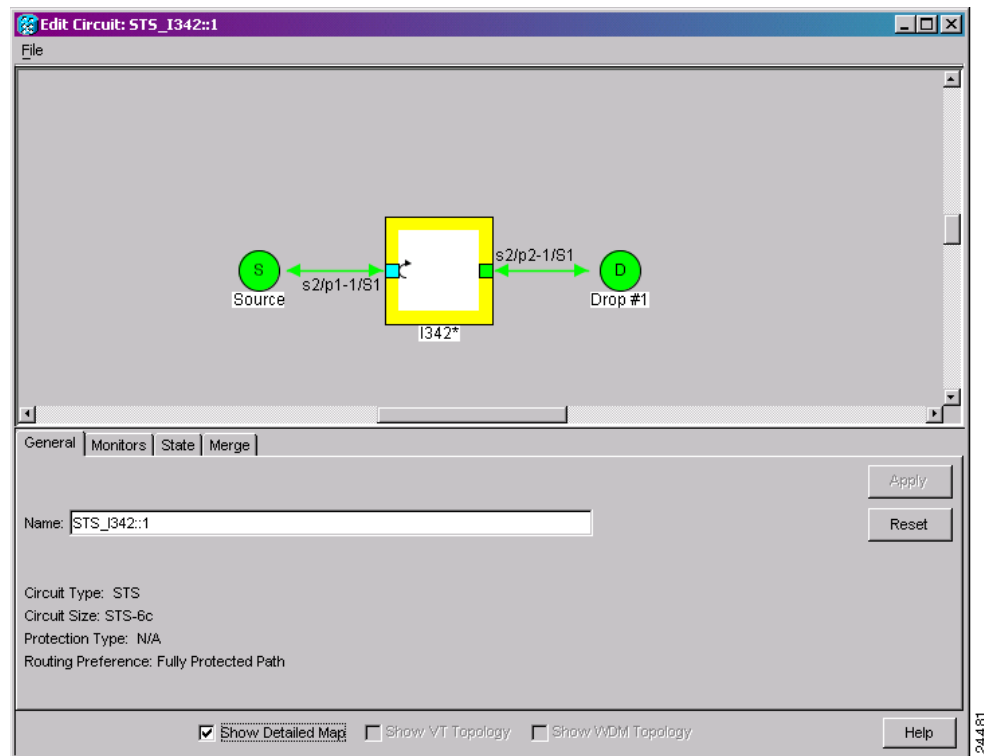 Edit Circuit: STS_I342::1
File
s2/p2-1/S1
S
D
s2/p1-1/S1
Source
Drop #1
I342*
General Monitors State Merge
Apply
Name: STS_I342::1
Reset
Circuit Type: STS
Circuit Size: STS-6c
Protection Type: N/A
Routing Preference: Fully Protected Path
Show Detailed Map Show VT Topology Show WDM Topology
Help